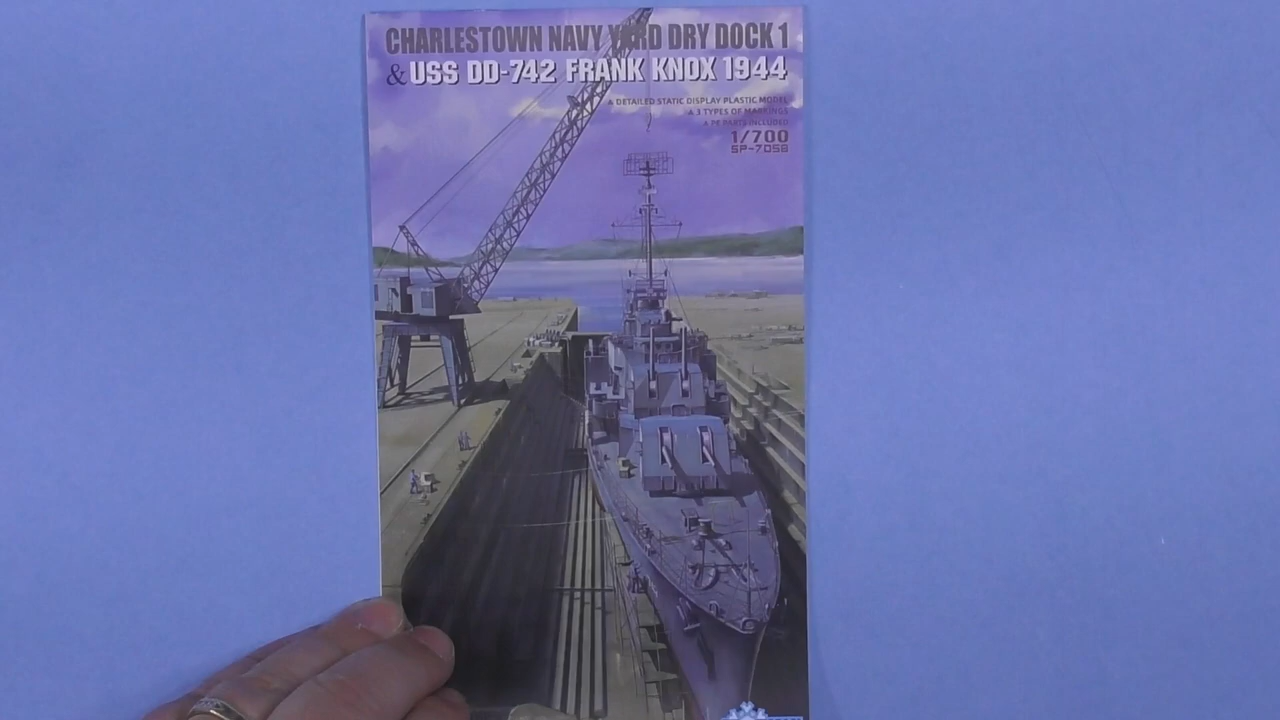 CHARLESTOWN NAVY YARD DRY DOCK 1
& USS DD-742 FRANK KNOX 1944
& DETAILED STATIC DISPLAY PLASTIC MODEL
& 3 TYPES OF MARKINGS
& PE PARTS INCLUDED
1/700
SP-7058